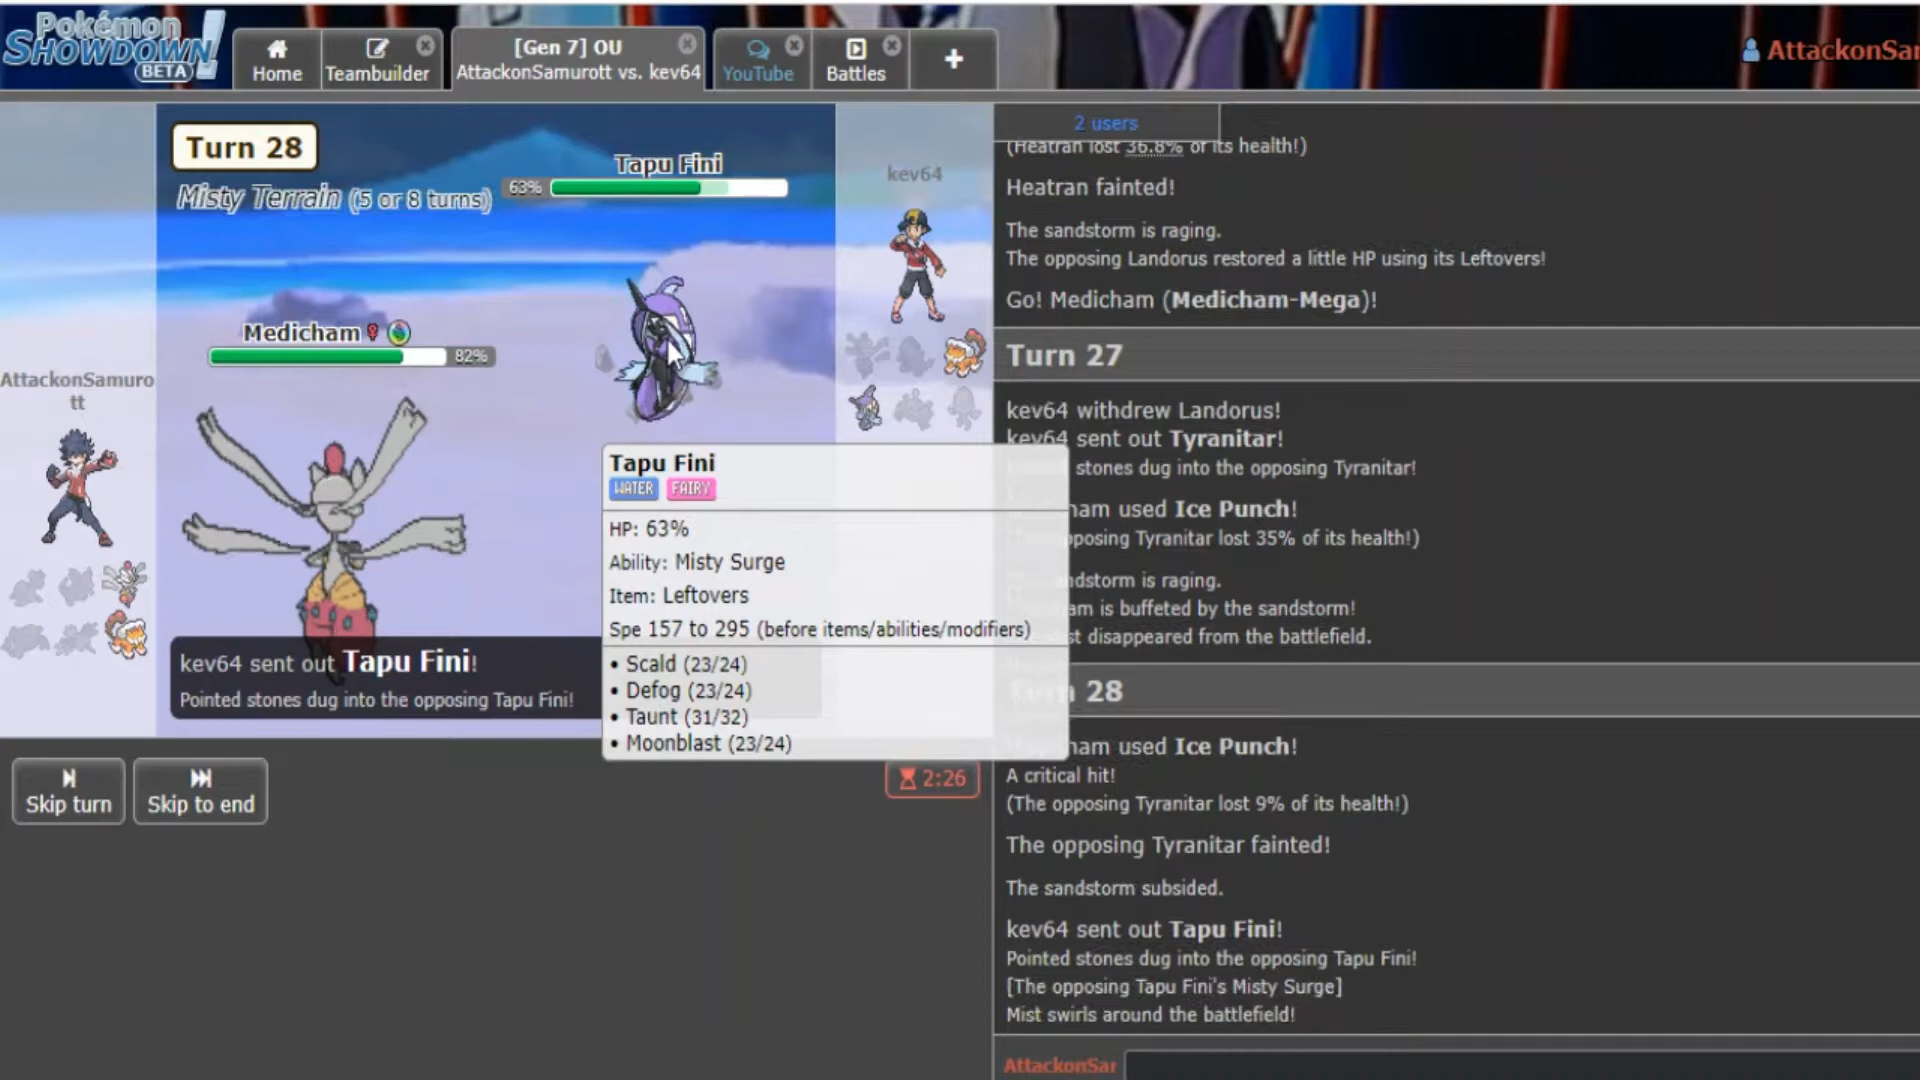 Pokémon
SHOWDOWN!
BETA
Home
Teambuilder
[Gen 7] OU
AttackonSamurott vs. kev64
YouTube
Battles
+
AttackonSar
Turn 28
Misty Terrain (5 or 8 turns)
Tapu Fini
63%
Medicham
82%
AttackonSamuro
tt
kev64
kev64 sent out Tapu Fini!
Pointed stones dug into the opposing Tapu Fini!
Tapu Fini
WATER FAIRY
HP: 63%
Ability: Misty Surge
Item: Leftovers
Spe 157 to 295 (before items/abilities/modifiers)
• Scald (23/24)
• Defog (23/24)
• Taunt (31/32)
• Moonblast (23/24)
Skip turn
Skip to end
2:26
2 users
(Heatran lost 36.8% of its health!)
Heatran fainted!
The sandstorm is raging.
The opposing Landorus restored a little HP using its Leftovers!
Go! Medicham (Medicham-Mega)!
Turn 27
kev64 withdrew Landorus!
kev64 sent out Tyranitar!
stones dug into the opposing Tyranitar!
ham used Ice Punch!
pposing Tyranitar lost 35% of its health!)
ndstorm is raging.
am is buffeted by the sandstorm!
st disappeared from the battlefield.
Turn 28
ham used Ice Punch!
A critical hit!
(The opposing Tyranitar lost 9% of its health!)
The opposing Tyranitar fainted!
The sandstorm subsided.
kev64 sent out Tapu Fini!
Pointed stones dug into the opposing Tapu Fini!
[The opposing Tapu Fini's Misty Surge]
Mist swirls around the battlefield!
AttackonSar